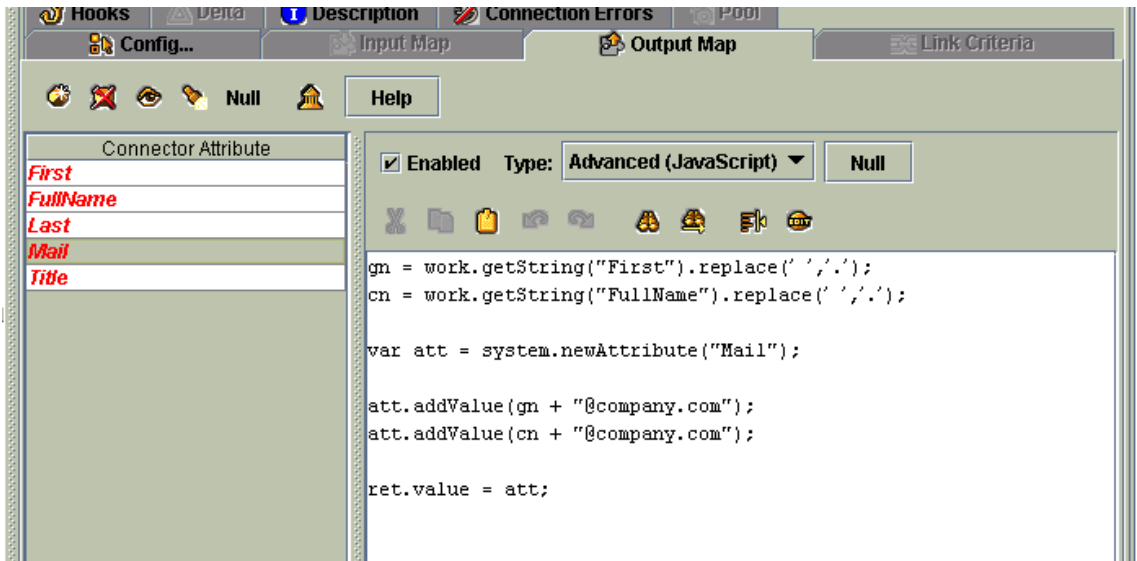 Hooks Delta Description Connection Errors Pool
Config... Input Map Output Map Link Criteria
Null Help
Connector Attribute
First
FullName
Last
Mail
Title
Enabled Type: Advanced (JavaScript) Null
gn = work.getString("First").replace(' ','.');
cn = work.getString("FullName").replace(' ','.');
var att = system.newAttribute("Mail");
att.addValue(gn + "@company.com");
att.addValue(cn + "@company.com");
ret.value = att;